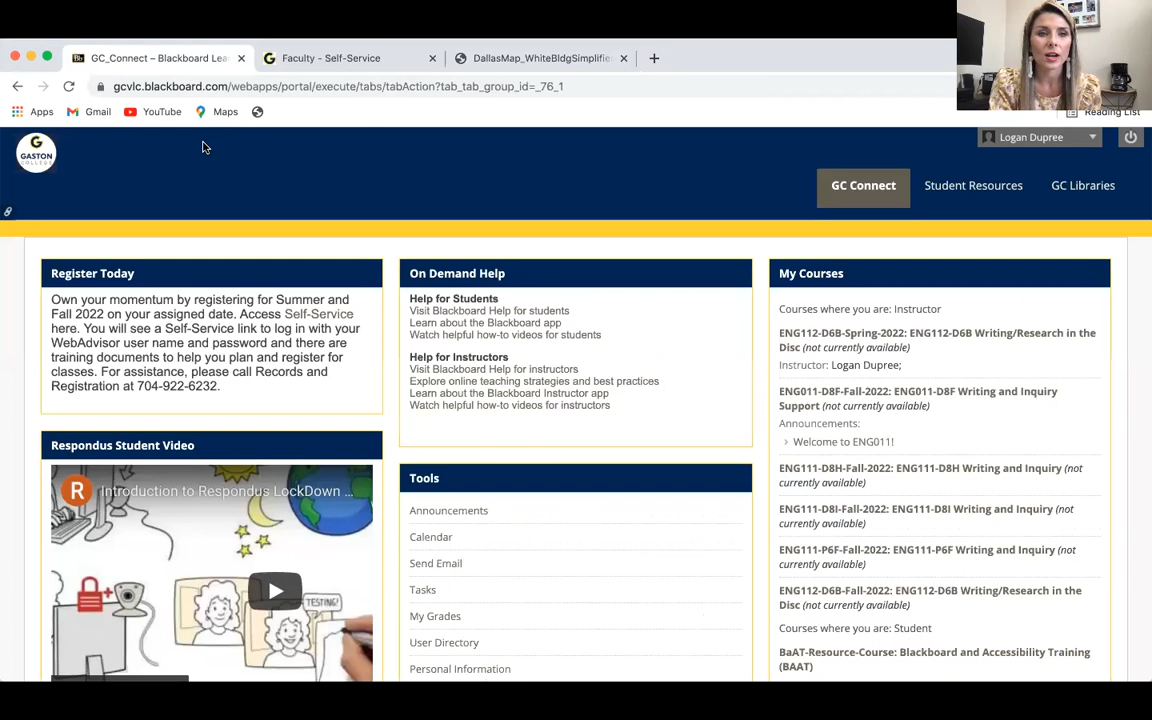 GC_Connect – Blackboard Lea
Faculty - Self-Service
DallasMap_WhiteBldgSimplifie
gcvlc.blackboard.com/webapps/portal/execute/tabs/tabAction?tab_tab_group_id=_76_1
Apps
Gmail
YouTube
Maps
Reading List
G
GASTON
COLLEGE
Logan Dupree
GC Connect
Student Resources
GC Libraries
Register Today
Own your momentum by registering for Summer and
Fall 2022 on your assigned date. Access Self-Service
here. You will see a Self-Service link to log in with your
WebAdvisor user name and password and there are
training documents to help you plan and register for
classes. For assistance, please call Records and
Registration at 704-922-6232.
Respondus Student Video
R
Introduction to Respondus LockDown ...
TESTING!
On Demand Help
Help for Students
Visit Blackboard Help for students
Learn about the Blackboard app
Watch helpful how-to videos for students
Help for Instructors
Visit Blackboard Help for instructors
Explore online teaching strategies and best practices
Learn about the Blackboard Instructor app
Watch helpful how-to videos for instructors
Tools
Announcements
Calendar
Send Email
Tasks
My Grades
User Directory
Personal Information
My Courses
Courses where you are: Instructor
ENG112-D6B-Spring-2022: ENG112-D6B Writing/Research in the
Disc (not currently available)
Instructor: Logan Dupree;
ENG011-D8F-Fall-2022: ENG011-D8F Writing and Inquiry
Support (not currently available)
Announcements:
Welcome to ENG011!
ENG111-D8H-Fall-2022: ENG111-D8H Writing and Inquiry (not
currently available)
ENG111-D8I-Fall-2022: ENG111-D8I Writing and Inquiry (not
currently available)
ENG111-P6F-Fall-2022: ENG111-P6F Writing and Inquiry (not
currently available)
ENG112-D6B-Fall-2022: ENG112-D6B Writing/Research in the
Disc (not currently available)
Courses where you are: Student
BaAT-Resource-Course: Blackboard and Accessibility Training
(BAAT)